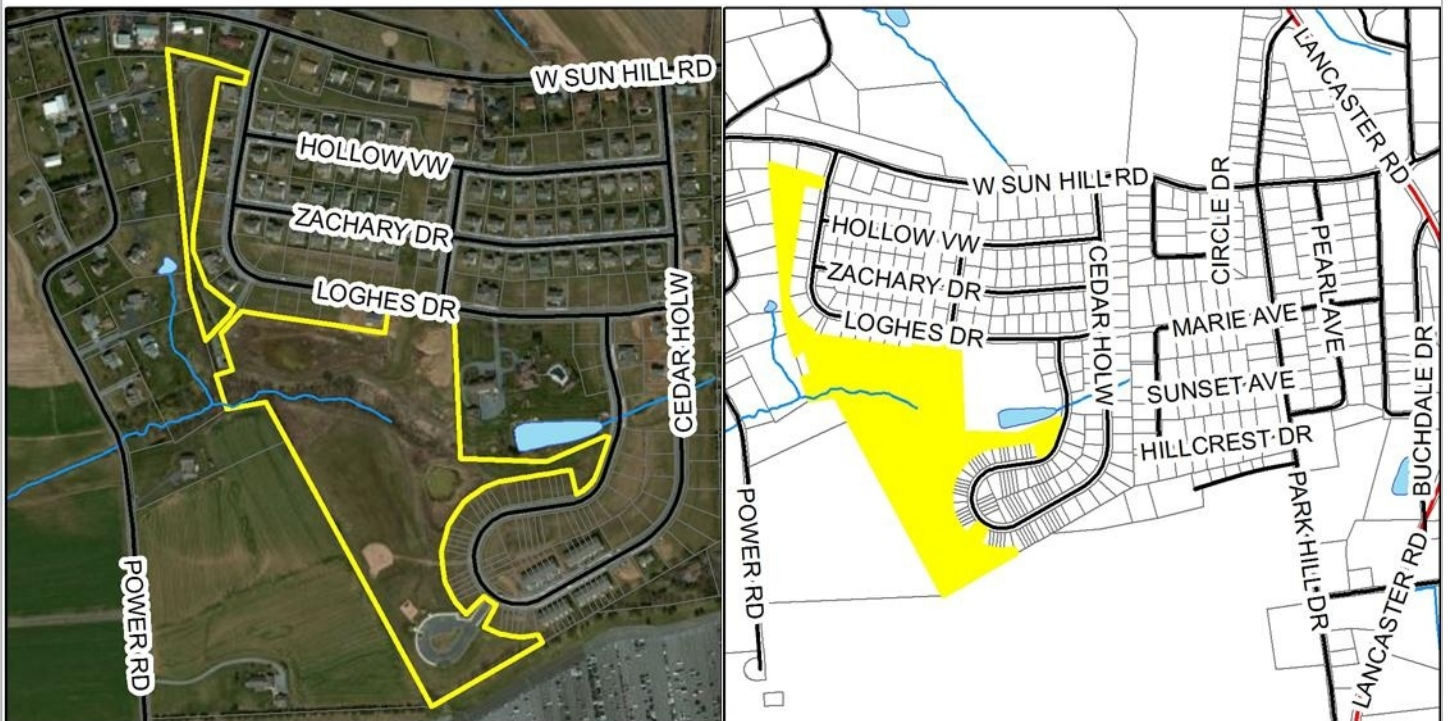 W SUN HILL RD
HOLLOW VW
ZACHARY DR
LOGHES DR
CEDAR HOLW
POWER RD
LANCASTER RD
W SUN HILL RD
CIRCLE DR
HOLLOW VW
PEARL AVE
ZACHARY DR
CEDAR HOLW
LOGHES DR
MARIE AVE
SUNSET AVE
BUCHDALE DR
HILLCREST DR
POWER RD
PARK HILL DR
LANCASTER RD